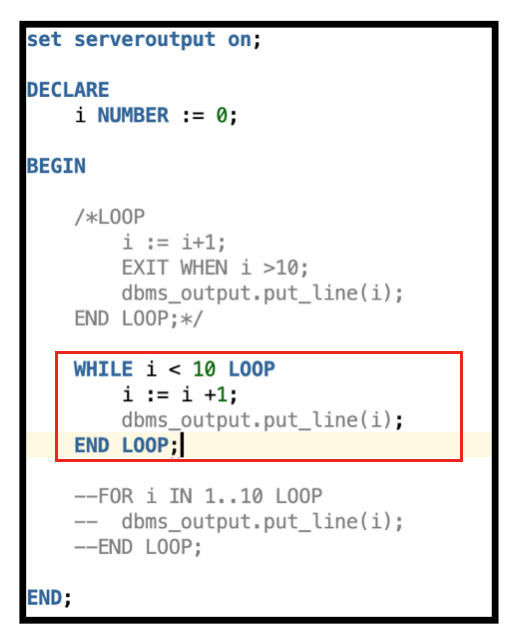 set serveroutput on;
DECLARE
    i NUMBER := 0;
BEGIN
    /*LOOP
        i := i+1;
        EXIT WHEN i >10;
        dbms_output.put_line(i);
    END LOOP;*/
    WHILE i < 10 LOOP
        i := i +1;
        dbms_output.put_line(i);
    END LOOP;
    --FOR i IN 1..10 LOOP
    --  dbms_output.put_line(i);
    --END LOOP;
END;